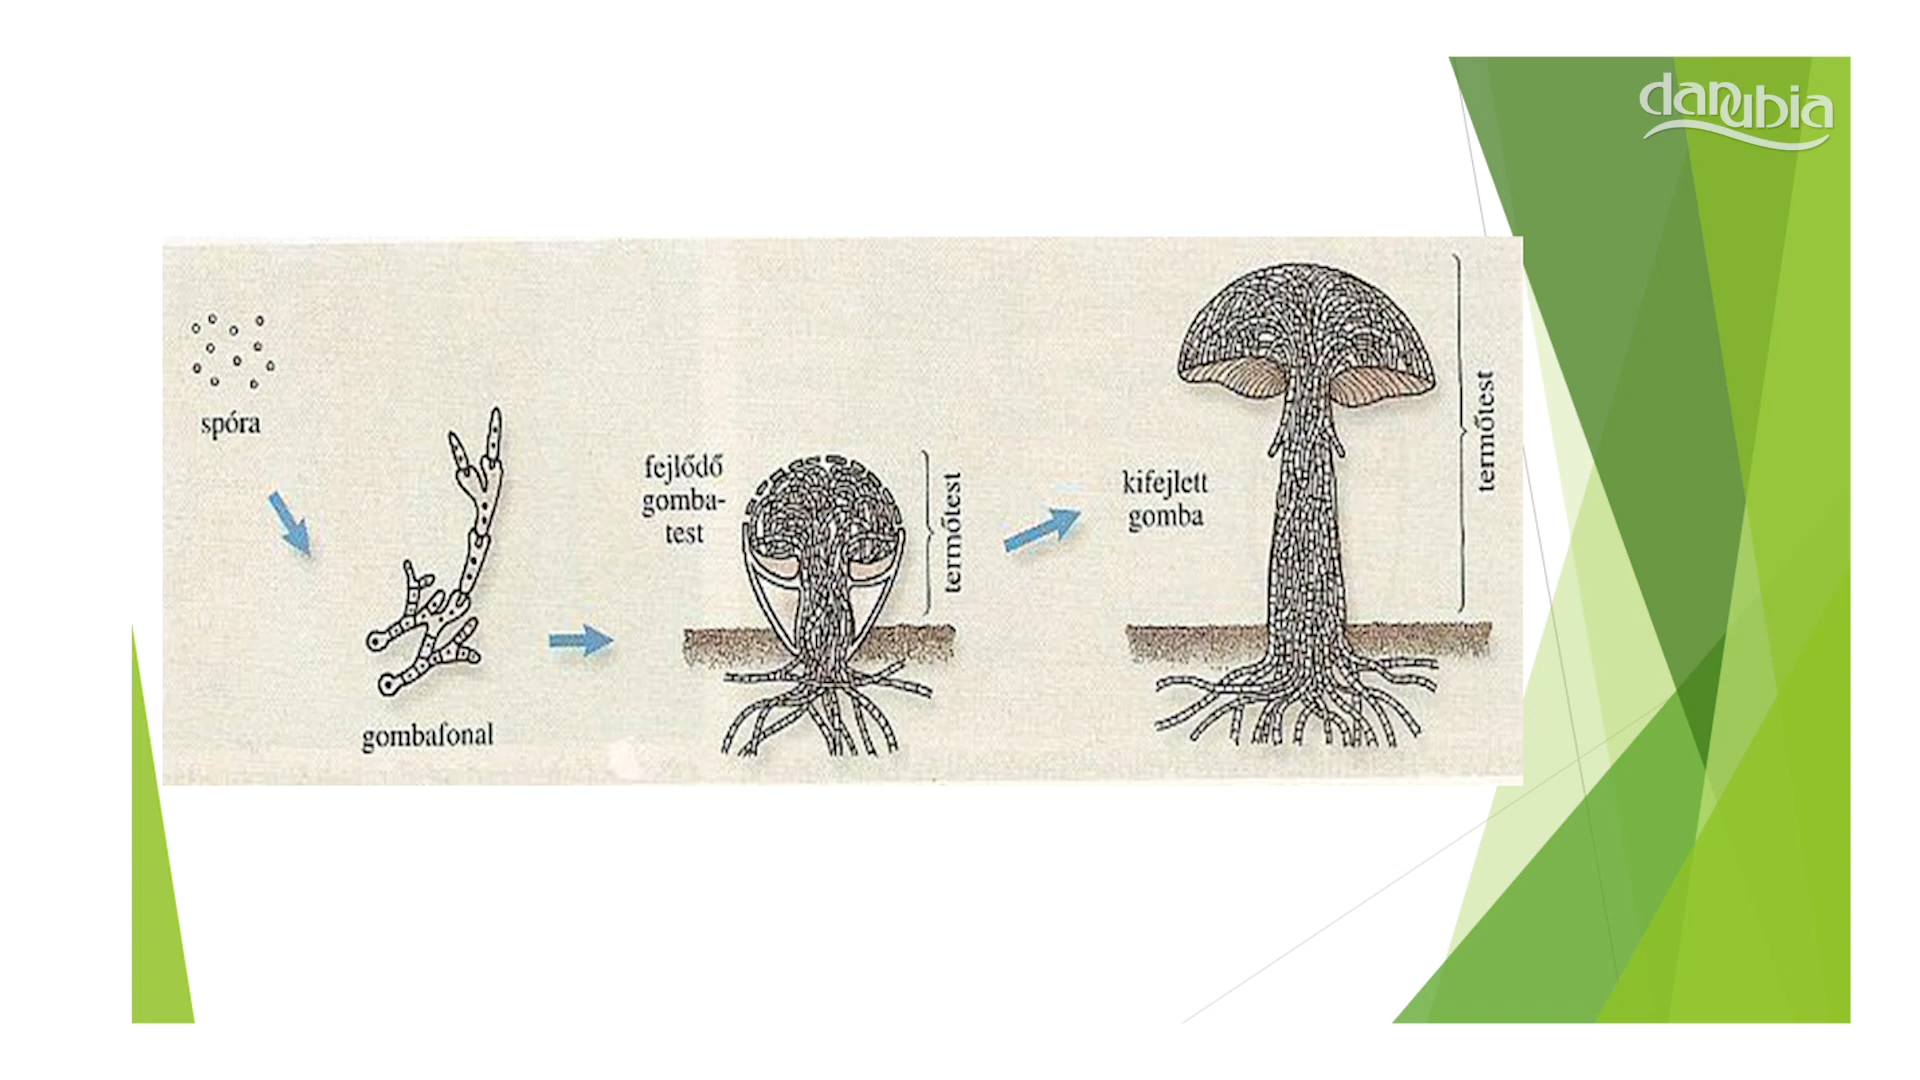 danubia
spóra
gombafonal
fejlődő
gomba-
test
termőtest
kifejlett
gomba
termőtest